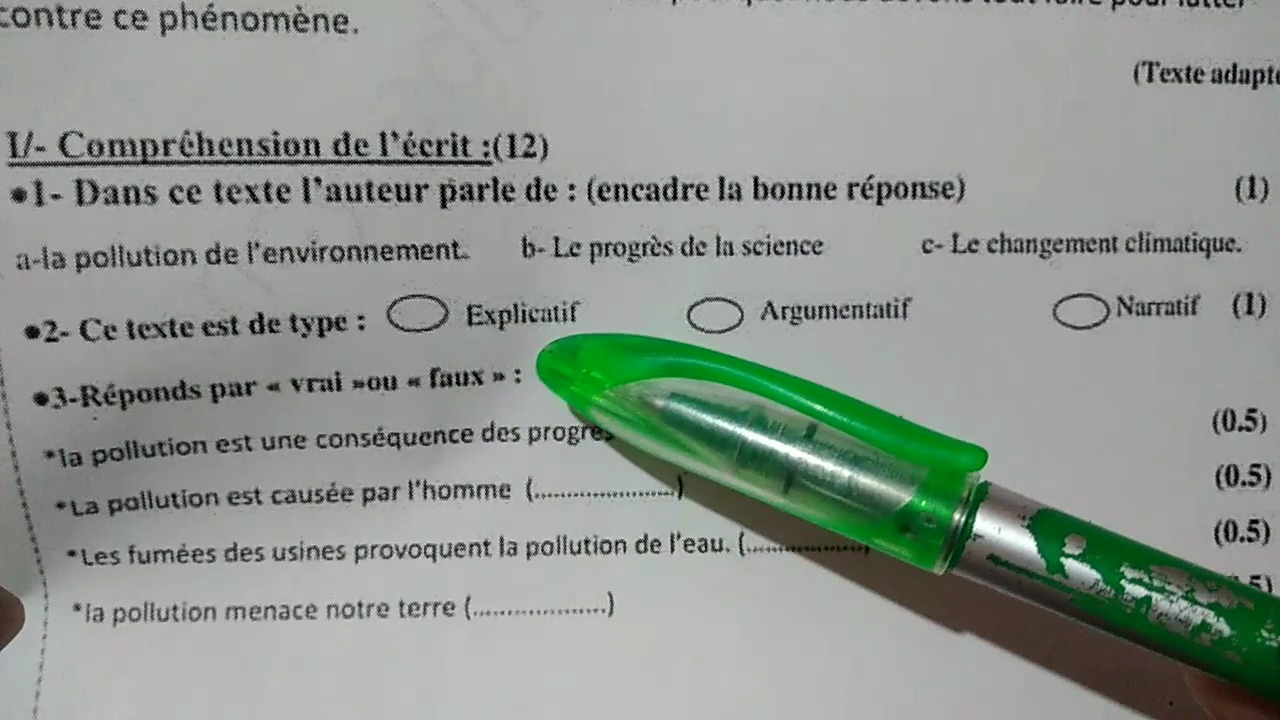 contre ce phénomène.
(Texte adapté
I/- Compréhension de l'écrit :(12)
•1- Dans ce texte l'auteur parle de : (encadre la bonne réponse) (1)
a-la pollution de l'environnement. b- Le progrès de la science c- Le changement climatique.
•2- Ce texte est de type : Explicatif Argumentatif Narratif (1)
•3-Réponds par « vrai »ou « faux » :
*la pollution est une conséquence des progrès (0.5)
*La pollution est causée par l'homme (.......................) (0.5)
*Les fumées des usines provoquent la pollution de l'eau. (....................) (0.5)
*la pollution menace notre terre (....................)